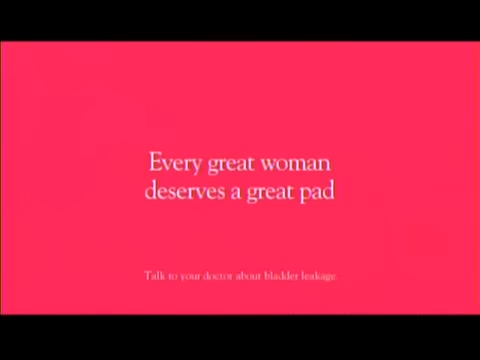 Every great woman
deserves a great pad
Talk to your doctor about bladder leakage.